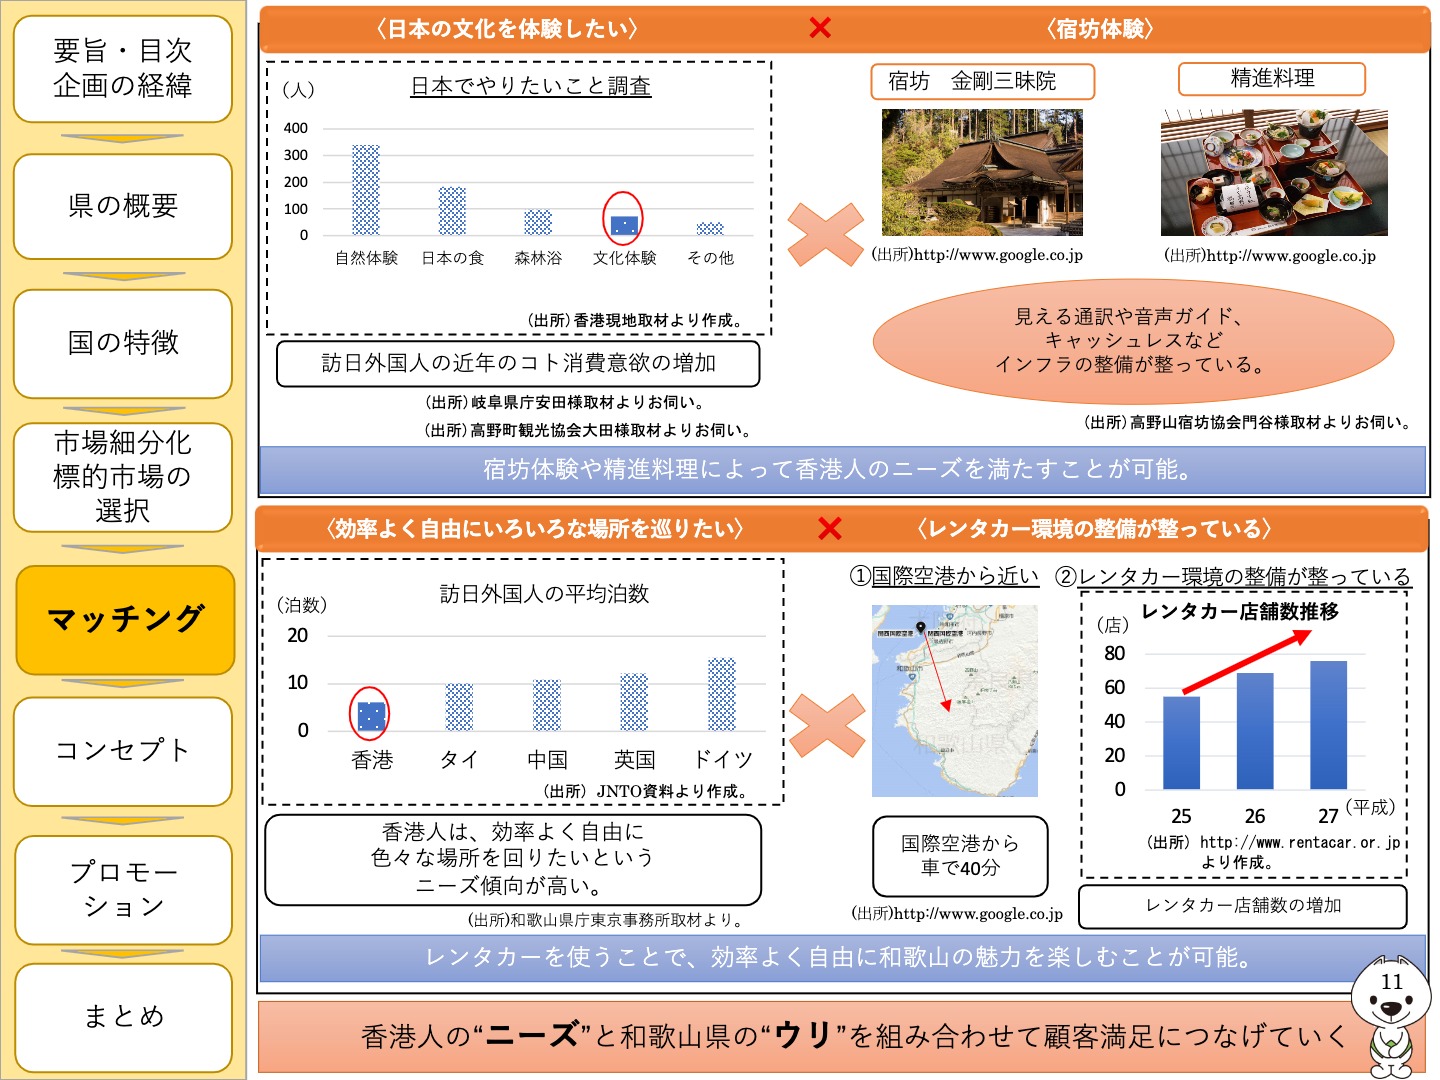 要旨・目次
企画の経緯
県の概要
国の特徴
市場細分化
標的市場の
選択
マッチング
コンセプト
プロモー
ション
まとめ
〈日本の文化を体験したい〉
×
〈宿坊体験〉
(人)
日本でやりたいこと調査
400
300
200
100
0
自然体験 日本の食 森林浴 文化体験 その他
(出所)香港現地取材より作成。
訪日外国人の近年のコト消費意欲の増加
(出所)岐阜県庁安田様取材よりお伺い。
(出所)高野町観光協会大田様取材よりお伺い。
宿坊 金剛三昧院
精進料理
(出所)http://www.google.co.jp
(出所)http://www.google.co.jp
見える通訳や音声ガイド、
キャッシュレスなど
インフラの整備が整っている。
(出所)高野山宿坊協会門谷様取材よりお伺い。
宿坊体験や精進料理によって香港人のニーズを満たすことが可能。
〈効率よく自由にいろいろな場所を巡りたい〉
×
〈レンタカー環境の整備が整っている〉
訪日外国人の平均泊数
(泊数)
20
10
0
香港 タイ 中国 英国 ドイツ
(出所) JNTO資料より作成。
香港人は、効率よく自由に
色々な場所を回りたいという
ニーズ傾向が高い。
(出所)和歌山県庁東京事務所取材より。
①国際空港から近い
関西国際空港
関西国際空港
和歌山市
和歌山県
国際空港から
車で40分
(出所)http://www.google.co.jp
②レンタカー環境の整備が整っている
レンタカー店舗数推移
(店)
80
60
40
20
0
25 26 27 (平成)
(出所) http://www.rentacar.or.jp
より作成。
レンタカー店舗数の増加
レンタカーを使うことで、効率よく自由に和歌山の魅力を楽しむことが可能。
香港人の“ニーズ”と和歌山県の“ウリ”を組み合わせて顧客満足につなげていく
11